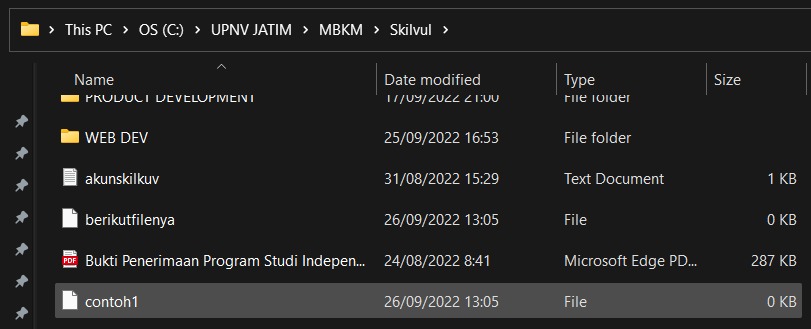 This PC > OS (C:) > UPNV JATIM > MBKM > Skilvul >
Name Date modified Type Size
PRODUCT DEVELOPMENT 17/09/2022 21:00 File folder
WEB DEV 25/09/2022 16:53 File folder
akunskilkuv 31/08/2022 15:29 Text Document 1 KB
berikutfilenya 26/09/2022 13:05 File 0 KB
PDF Bukti Penerimaan Program Studi Indepen... 24/08/2022 8:41 Microsoft Edge PD... 287 KB
contoh1 26/09/2022 13:05 File 0 KB